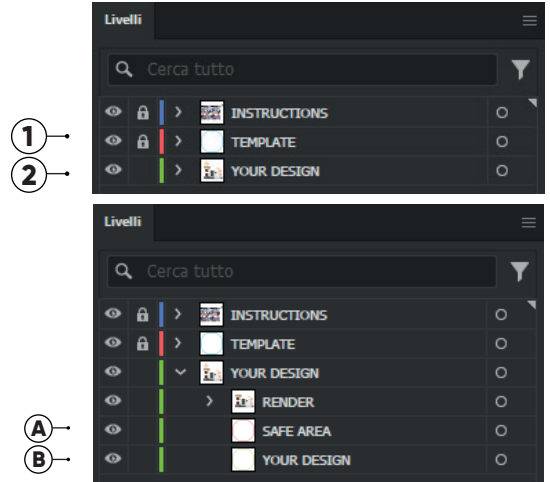 Livelli
Cerca tutto
INSTRUCTIONS
1 TEMPLATE
2 YOUR DESIGN
Livelli
Cerca tutto
INSTRUCTIONS
TEMPLATE
YOUR DESIGN
RENDER
A SAFE AREA
B YOUR DESIGN